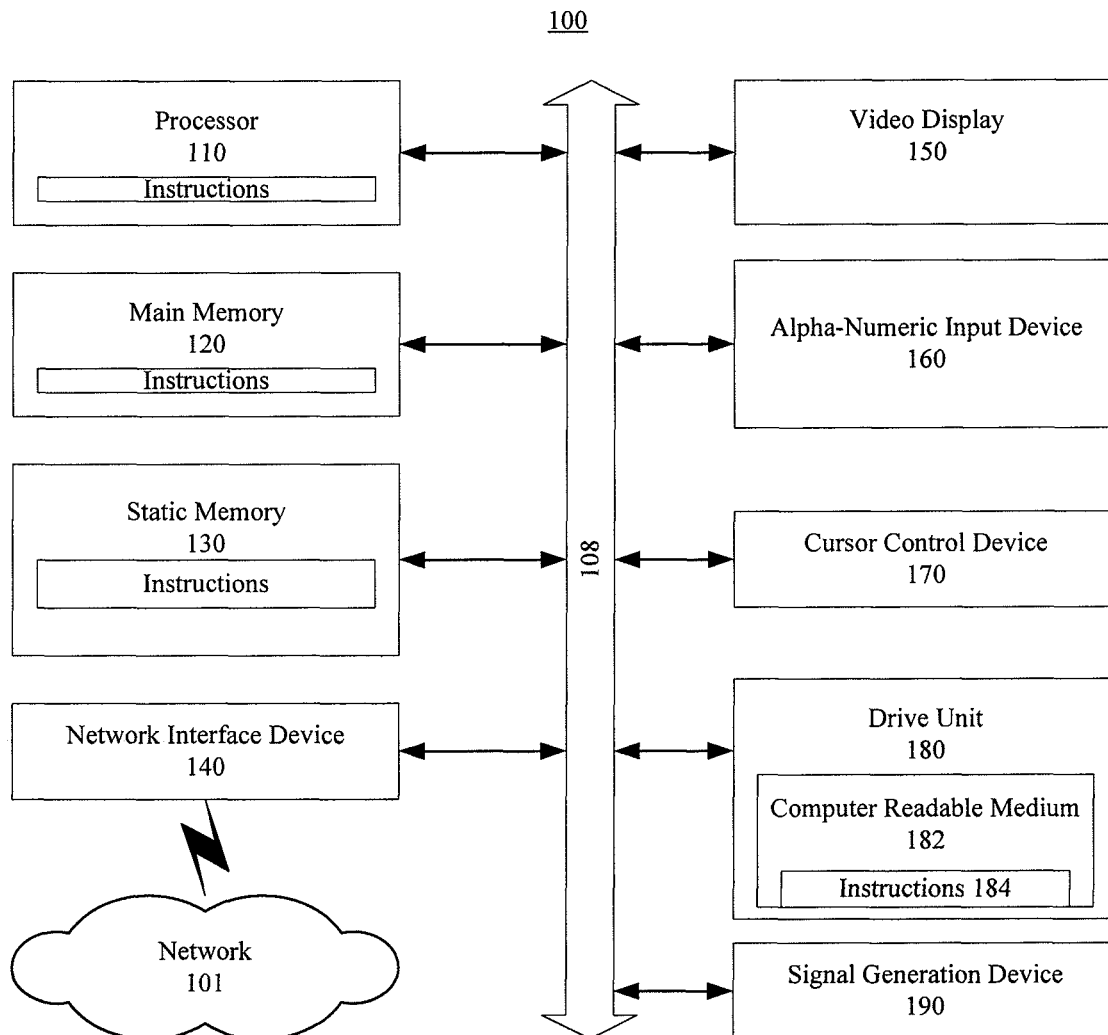 100
Processor
110
Instructions
Main Memory
120
Instructions
Static Memory
130
Instructions
Network Interface Device
140
Network
101
108
Video Display
150
Alpha-Numeric Input Device
160
Cursor Control Device
170
Drive Unit
180
Computer Readable Medium
182
Instructions 184
Signal Generation Device
190